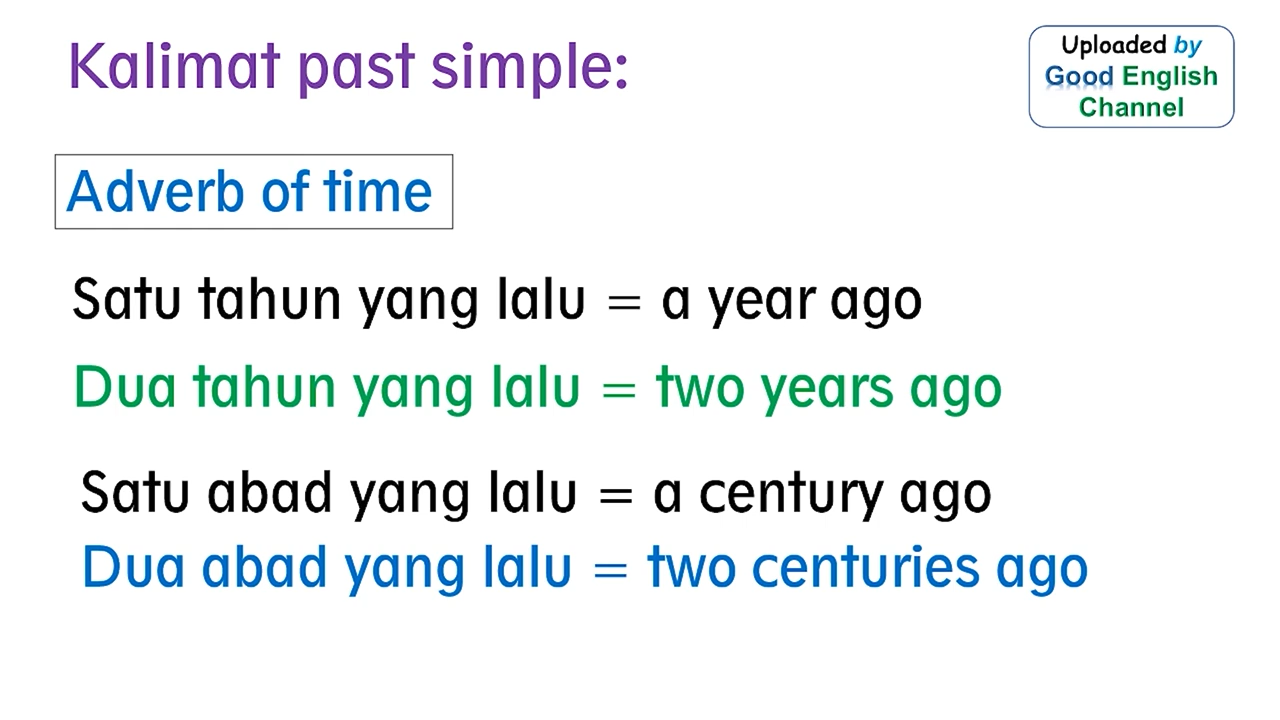 Kalimat past simple:
Uploaded by
Good English
Channel
Adverb of time
Satu tahun yang lalu = a year ago
Dua tahun yang lalu = two years ago
Satu abad yang lalu = a century ago
Dua abad yang lalu = two centuries ago